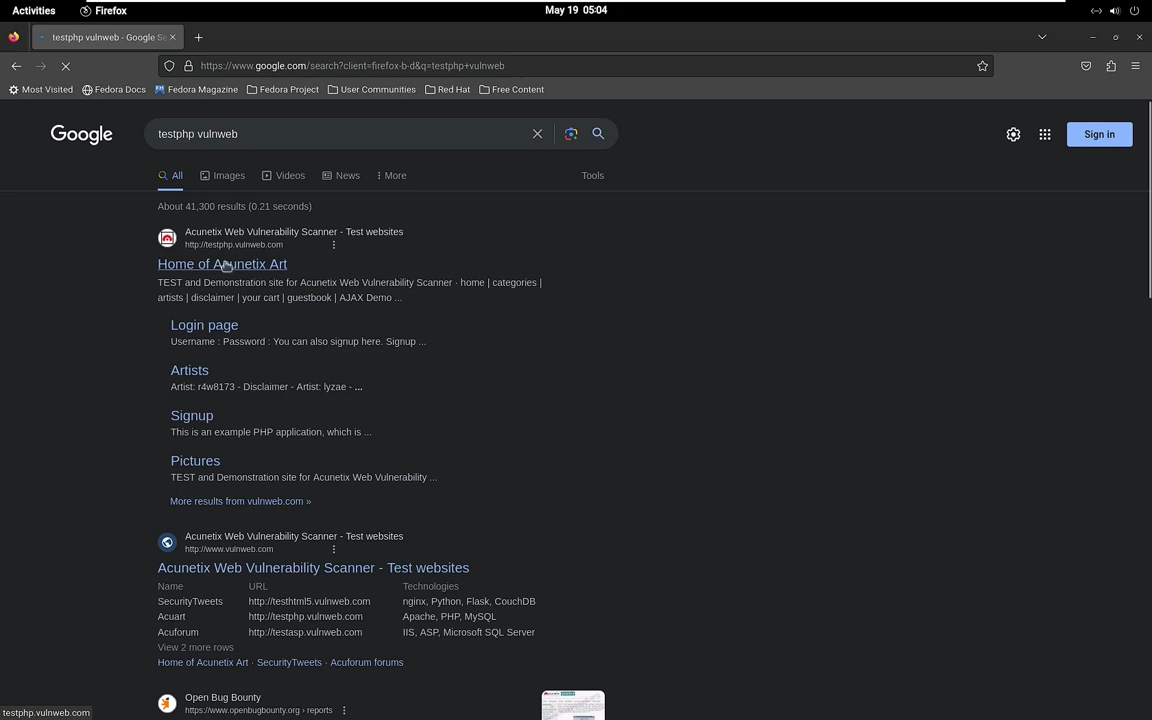 Activities Firefox May 19 05:04
testphp vulnweb - Google Se
https://www.google.com/search?client=firefox-b-d&q=testphp+vulnweb
Most Visited Fedora Docs Fedora Magazine Fedora Project User Communities Red Hat Free Content
Google testphp vulnweb Sign in
All Images Videos News More Tools
About 41,300 results (0.21 seconds)
Acunetix Web Vulnerability Scanner - Test websites
http://testphp.vulnweb.com
Home of Acunetix Art
TEST and Demonstration site for Acunetix Web Vulnerability Scanner · home | categories |
artists | disclaimer | your cart | guestbook | AJAX Demo ...
Login page
Username : Password : You can also signup here. Signup ...
Artists
Artist: r4w8173 - Disclaimer - Artist: lyzae - ...
Signup
This is an example PHP application, which is ...
Pictures
TEST and Demonstration site for Acunetix Web Vulnerability ...
More results from vulnweb.com »
Acunetix Web Vulnerability Scanner - Test websites
http://www.vulnweb.com
Acunetix Web Vulnerability Scanner - Test websites
Name URL Technologies
SecurityTweets http://testhtml5.vulnweb.com nginx, Python, Flask, CouchDB
Acuart http://testphp.vulnweb.com Apache, PHP, MySQL
Acuforum http://testasp.vulnweb.com IIS, ASP, Microsoft SQL Server
View 2 more rows
Home of Acunetix Art · SecurityTweets · Acuforum forums
Open Bug Bounty
https://www.openbugbounty.org › reports
testphp.vulnweb.com